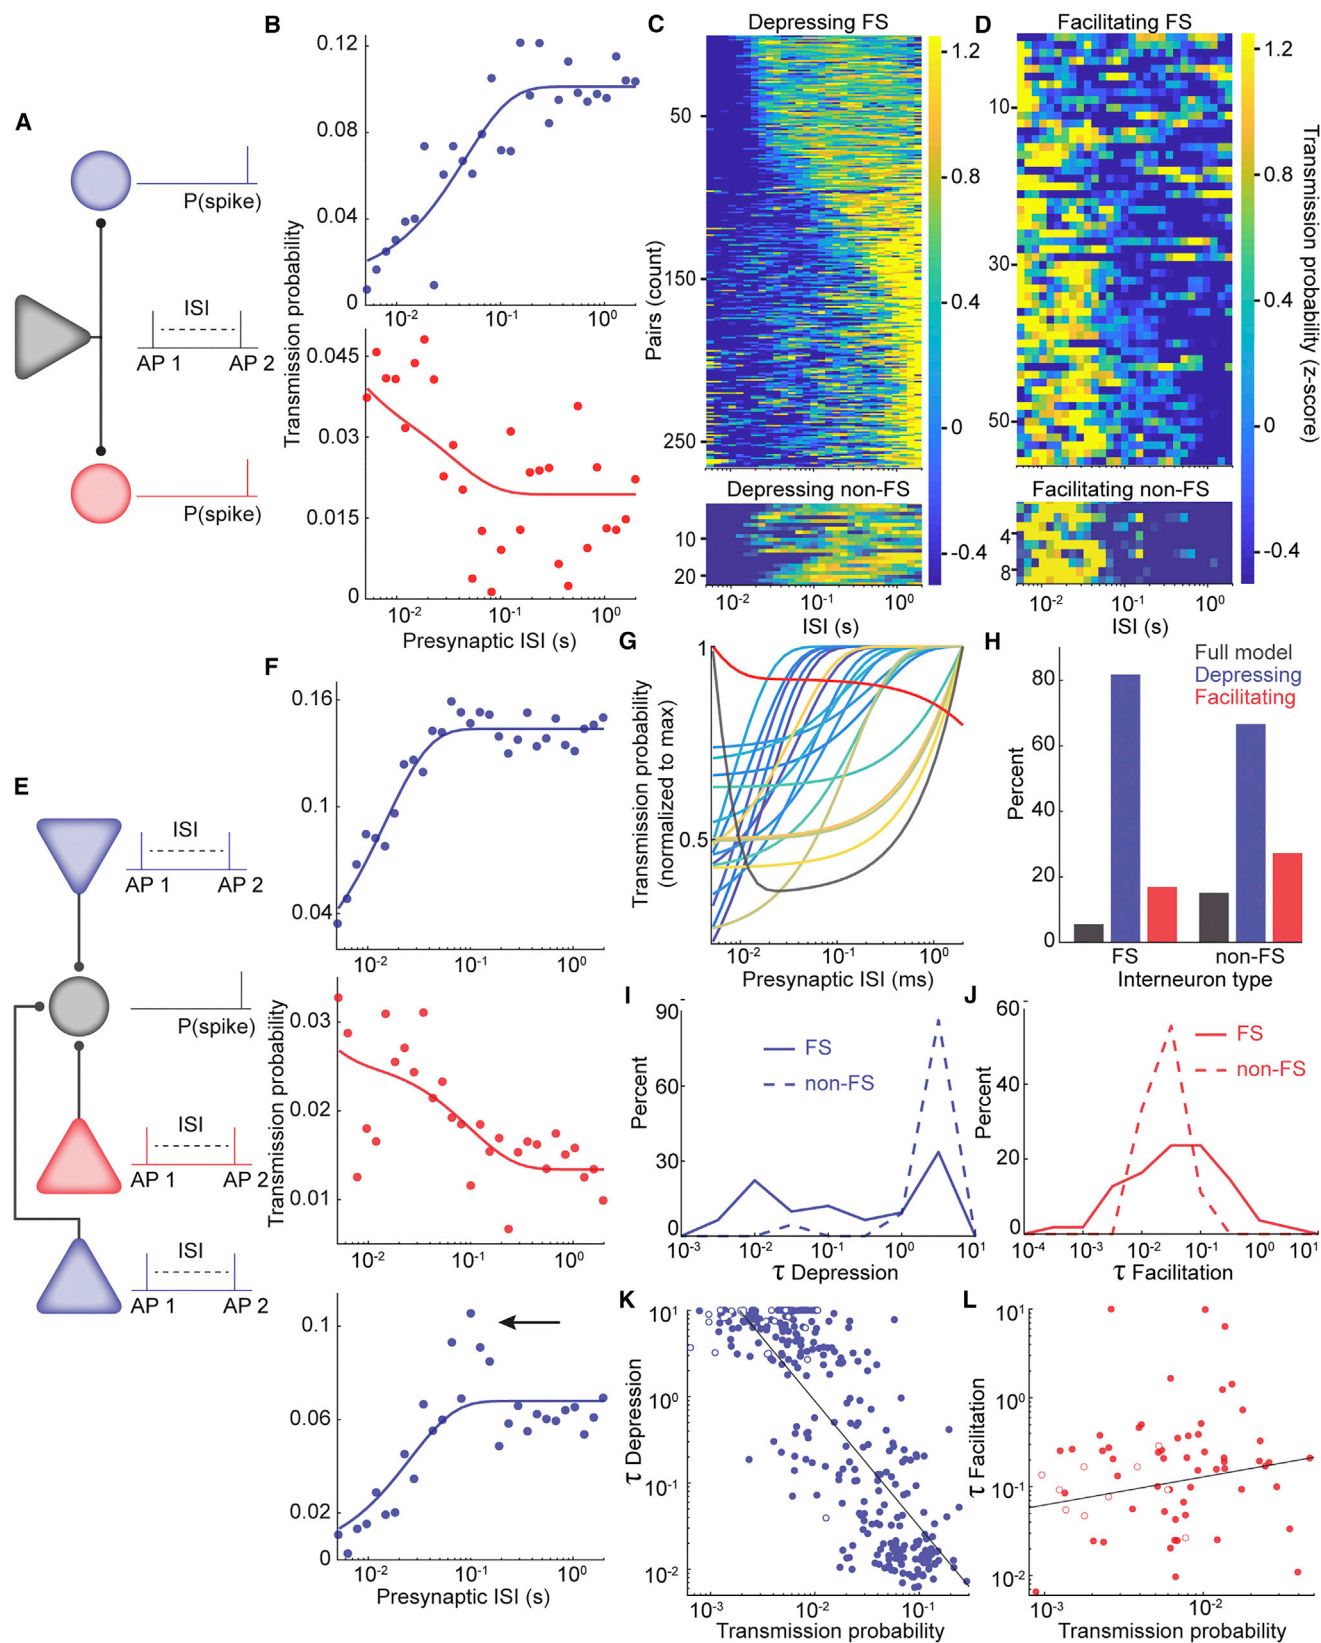 A
P(spike)
ISI
AP 1
AP 2
P(spike)
B
Transmission probability
0.12
0.08
0.04
0
10-2
10-1
100
0.045
0.03
0.015
0
10-2
10-1
100
Presynaptic ISI (s)
C
Depressing FS
Pairs (count)
50
150
250
1.2
0.8
0.4
0
-0.4
Depressing non-FS
10
20
10-2
10-1
100
ISI (s)
D
Facilitating FS
10
30
50
1.2
0.8
0.4
0
-0.4
Transmission probability (z-score)
Facilitating non-FS
4
8
10-2
10-1
100
ISI (s)
E
ISI
AP 1
AP 2
P(spike)
ISI
AP 1
AP 2
ISI
AP 1
AP 2
F
Transmission probability
0.16
0.1
0.04
10-2
10-1
100
0.03
0.02
0.01
10-2
10-1
100
0.1
0.06
0.02
0
10-2
10-1
100
Presynaptic ISI (s)
G
Transmission probability
(normalized to max)
1
0.5
10-2
10-1
100
Presynaptic ISI (ms)
H
Full model
Depressing
Facilitating
Percent
80
60
40
20
0
FS
non-FS
Interneuron type
I
Percent
90
60
30
0
FS
non-FS
10-3
10-2
10-1
100
101
τ Depression
J
Percent
60
40
20
0
FS
non-FS
10-4
10-3
10-2
10-1
100
101
τ Facilitation
K
τ Depression
101
100
10-1
10-2
10-3
10-2
10-1
Transmission probability
L
τ Facilitation
101
100
10-1
10-2
10-3
10-2
Transmission probability